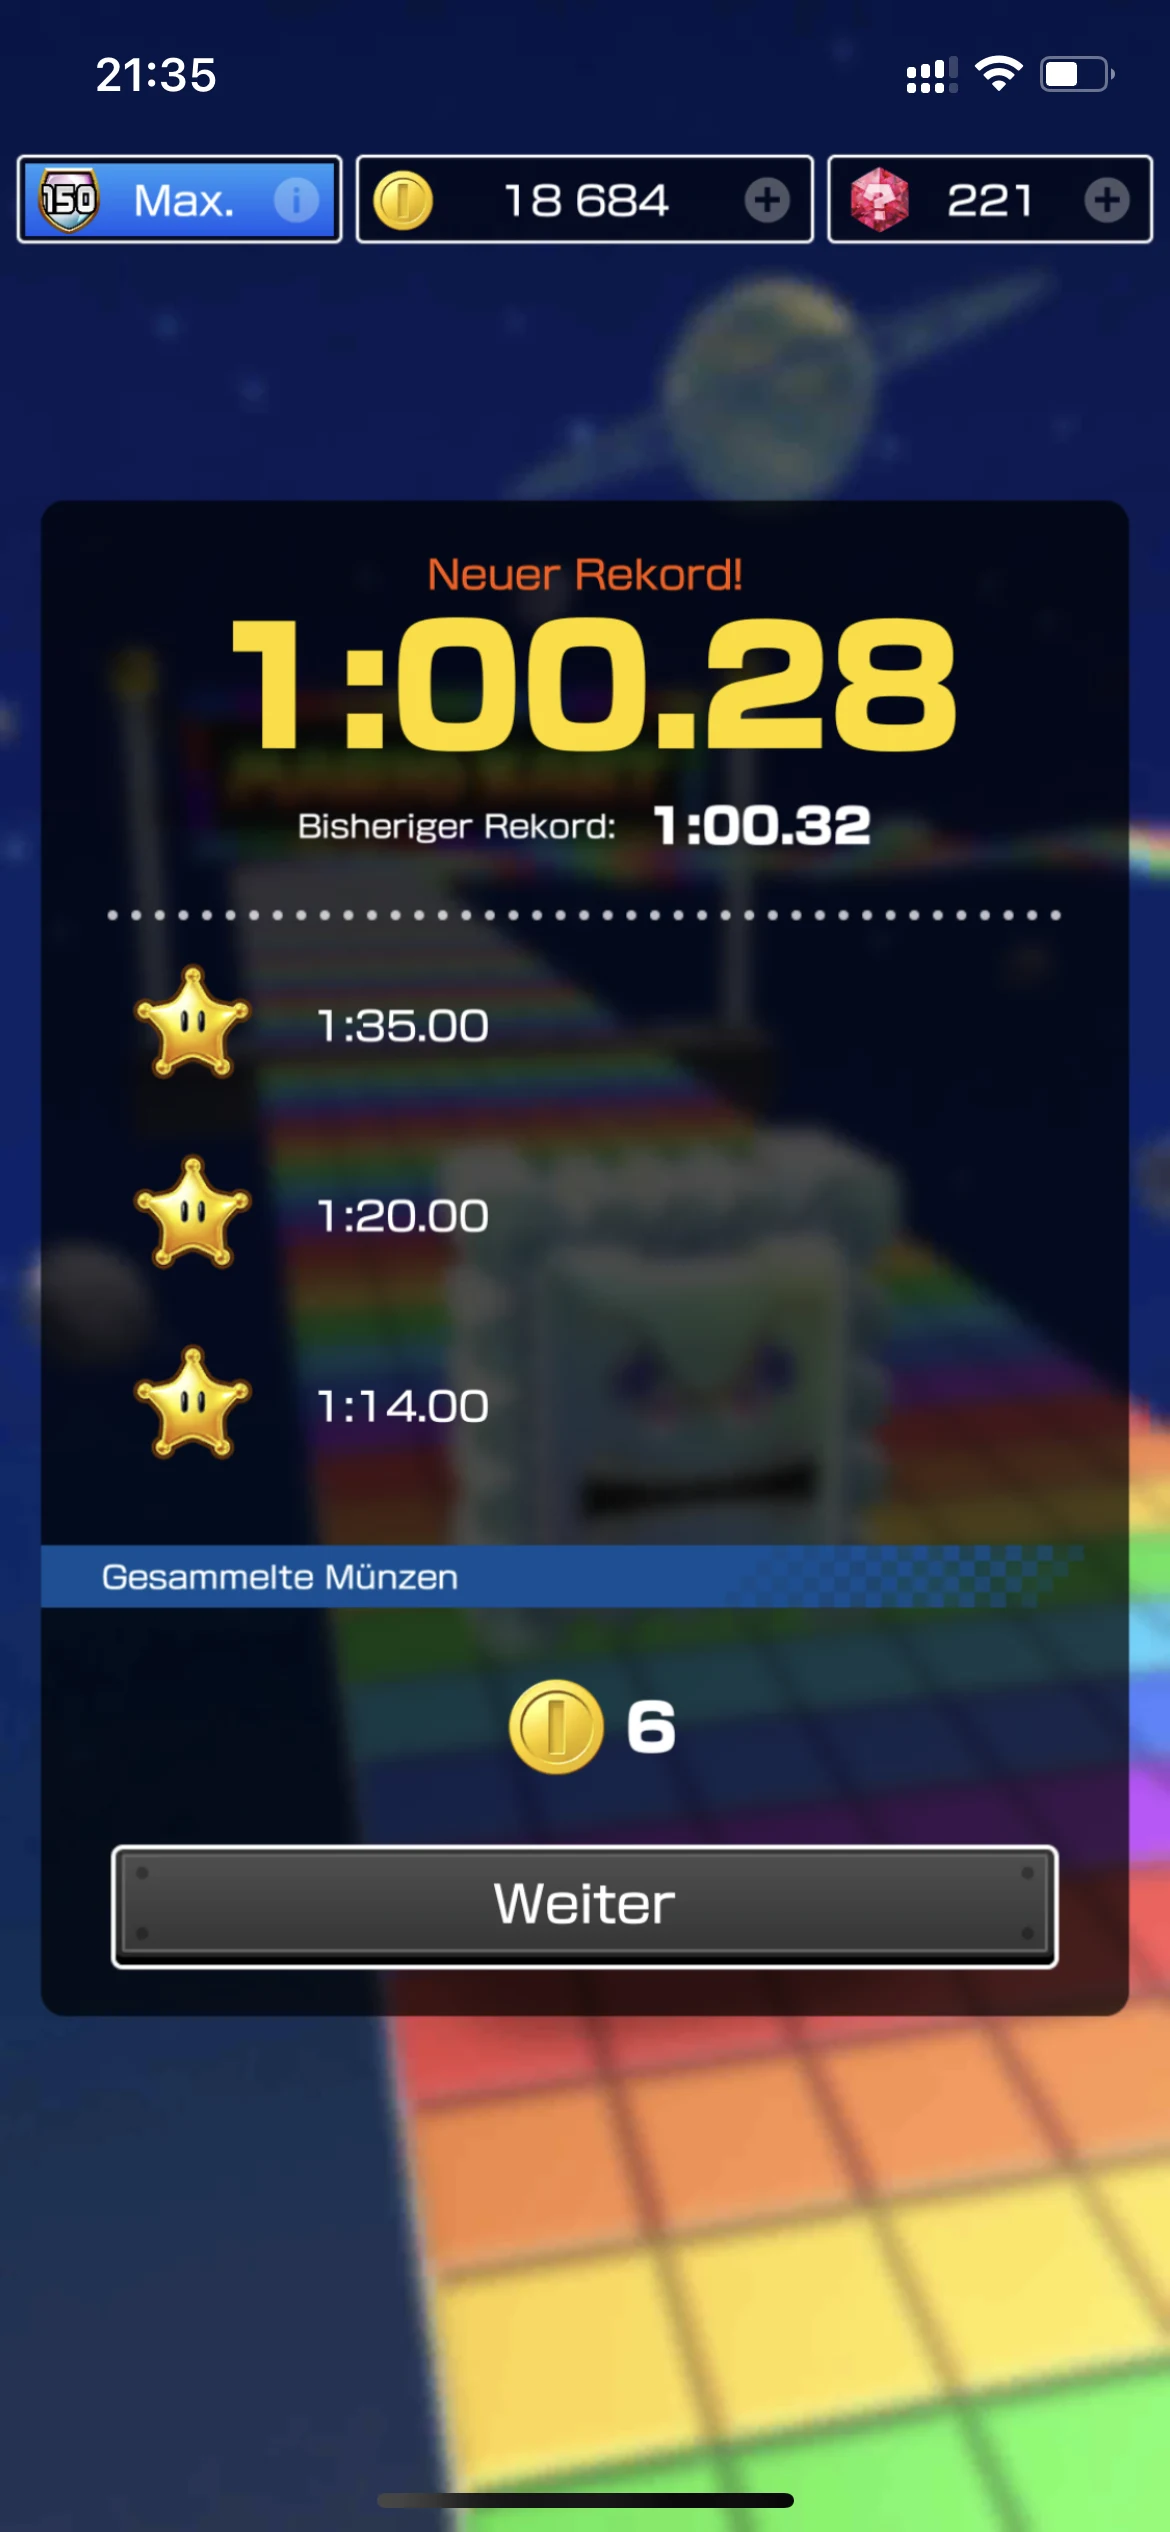 21:35
150 Max. i 18 684 221
Neuer Rekord!
1:00.28
Bisheriger Rekord: 1:00.32
1:35.00
1:20.00
1:14.00
Gesammelte Münzen
6
Weiter